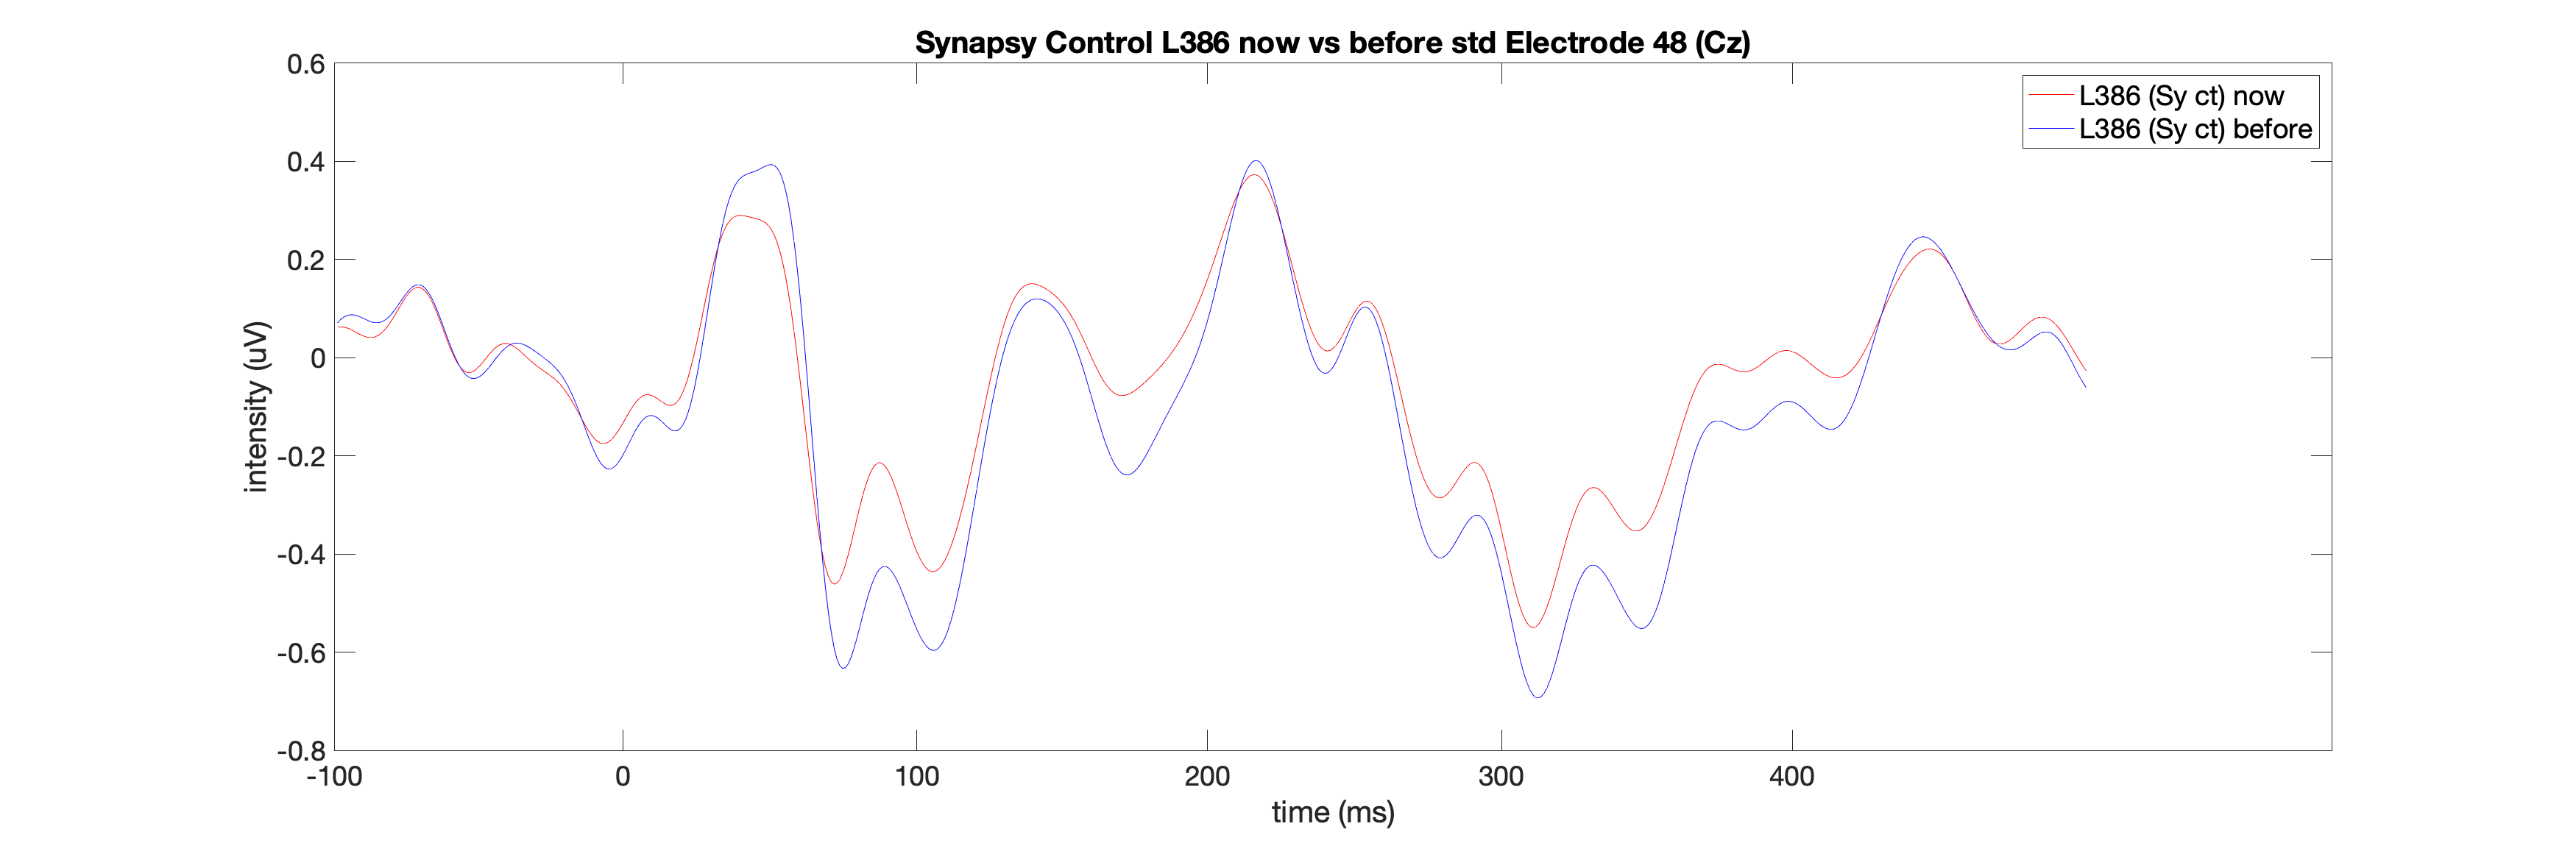 Synapsy Control L386 now vs before std Electrode 48 (Cz)
L386 (Sy ct) now
L386 (Sy ct) before
0.6
0.4
0.2
0
-0.2
-0.4
-0.6
-0.8
intensity (uV)
-100 0 100 200 300 400
time (ms)